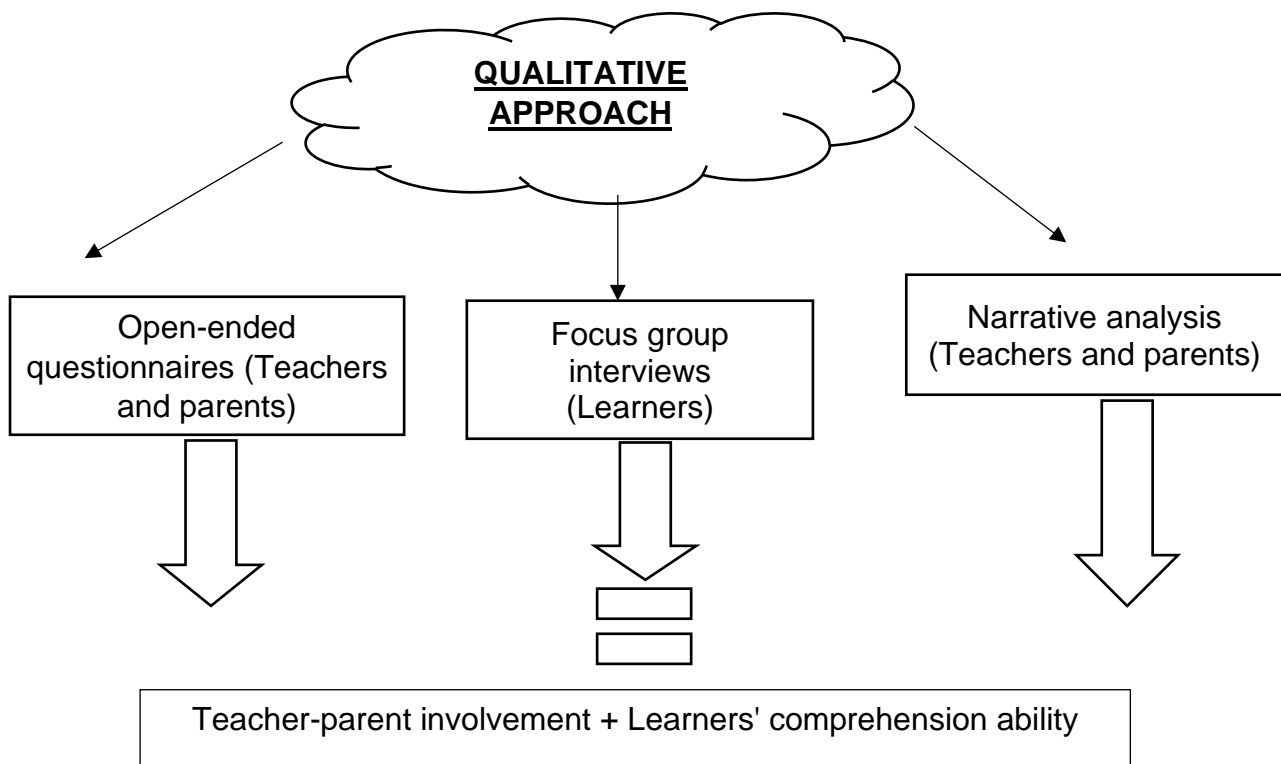 QUALITATIVE
APPROACH
Open-ended
questionnaires (Teachers
and parents)
Focus group
interviews
(Learners)
Narrative analysis
(Teachers and parents)
Teacher-parent involvement + Learners' comprehension ability